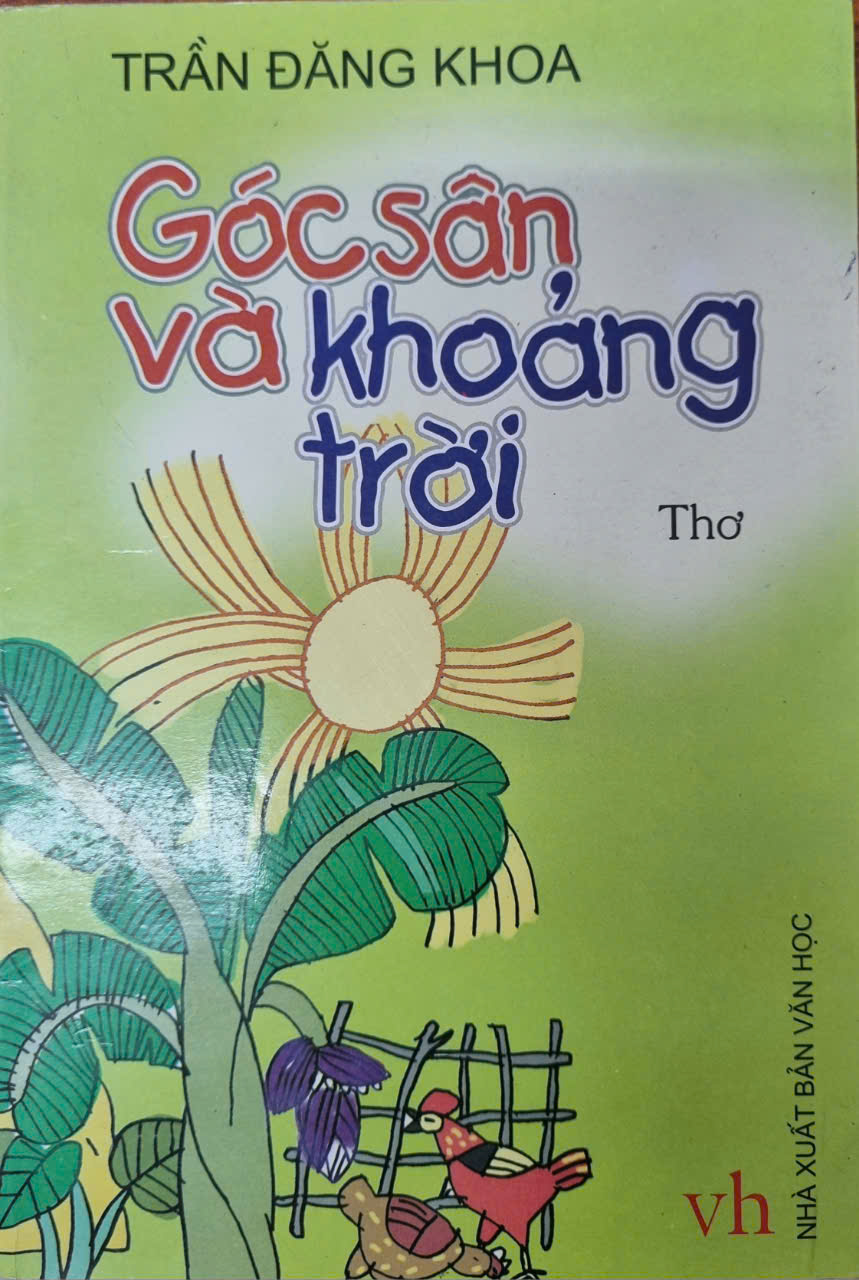 TRẦN ĐĂNG KHOA
Góc sân
và khoảng
trời
Thơ
NHÀ XUẤT BẢN VĂN HỌC
vh